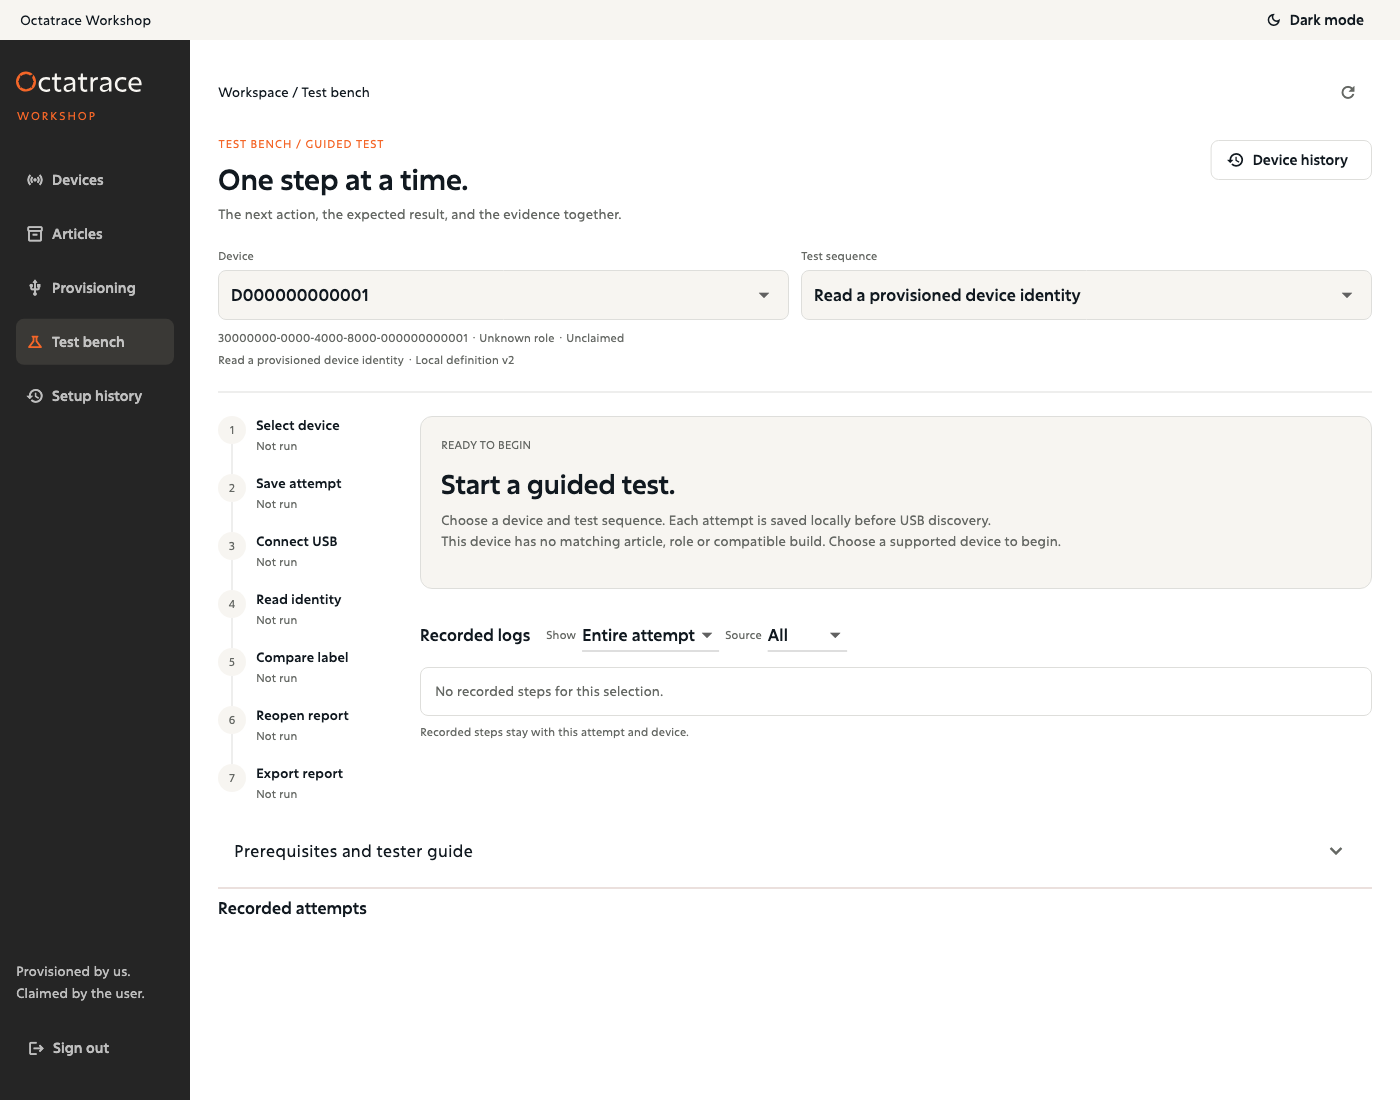 Octatrace Workshop
Dark mode
Octatrace
WORKSHOP
Devices
Articles
Provisioning
Test bench
Setup history
Provisioned by us.
Claimed by the user.
Sign out
Workspace / Test bench
TEST BENCH / GUIDED TEST
One step at a time.
The next action, the expected result, and the evidence together.
Device history
Device
D000000000001
Test sequence
Read a provisioned device identity
30000000-0000-4000-8000-000000000001 · Unknown role · Unclaimed
Read a provisioned device identity · Local definition v2
1
Select device
Not run
2
Save attempt
Not run
3
Connect USB
Not run
4
Read identity
Not run
5
Compare label
Not run
6
Reopen report
Not run
7
Export report
Not run
READY TO BEGIN
Start a guided test.
Choose a device and test sequence. Each attempt is saved locally before USB discovery.
This device has no matching article, role or compatible build. Choose a supported device to begin.
Recorded logs Show Entire attempt Source All
No recorded steps for this selection.
Recorded steps stay with this attempt and device.
Prerequisites and tester guide
Recorded attempts